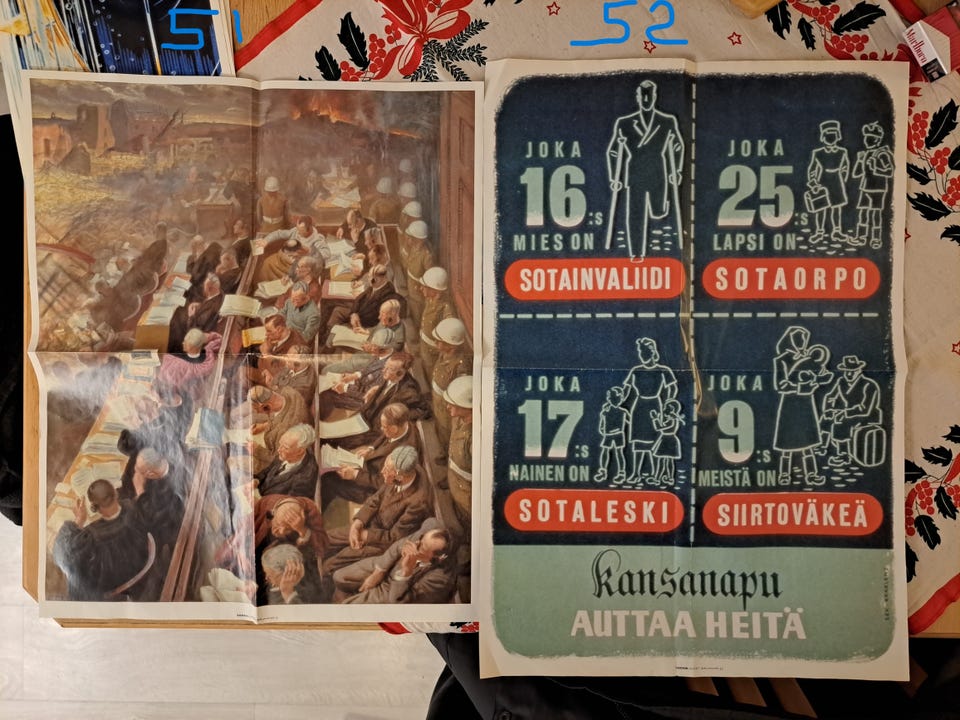 51
52
Marlboro
JOKA
16:s
MIES ON
SOTAINVALIIDI
JOKA
25:s
LAPSI ON
SOTAORPO
JOKA
17:s
NAINEN ON
SOTALESKI
JOKA
9:s
MEISTÄ ON
SIIRTOVÄKEÄ
Kansanapu
AUTTAA HEITÄ